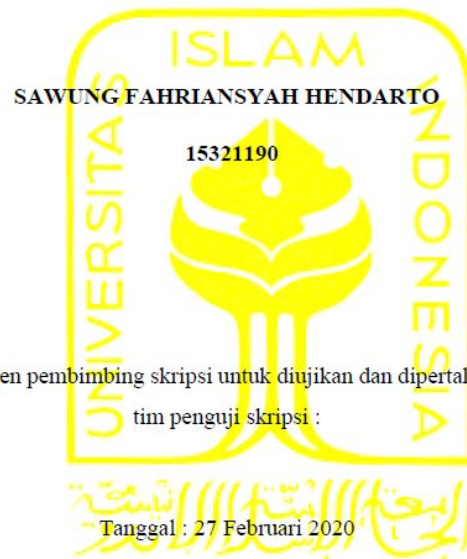 ISLAM
UNIVERSITAS
INDONESIA
SAWUNG FAHRIANSYAH HENDARTO
15321190
en pembimbing skripsi untuk diujikan dan dipertal
tim penguji skripsi :
Tanggal : 27 Februari 2020